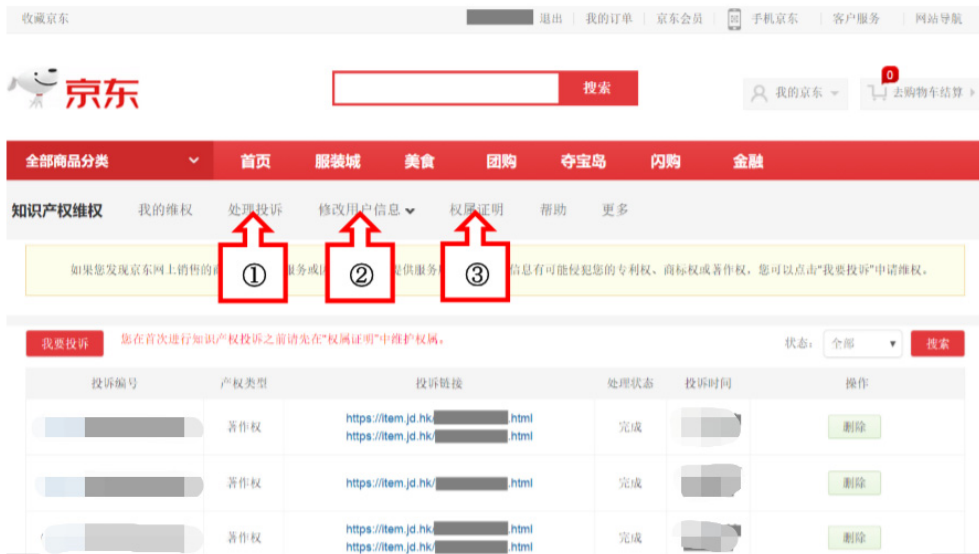 收藏京东 退出 我的订单 京东会员 手机京东 客户服务 网站导航
京东 搜索 我的京东 0 去购物车结算
全部商品分类 首页 服装城 美食 团购 夺宝岛 闪购 金融
知识产权维权 我的维权 处理投诉 修改用户信息 权属证明 帮助 更多
① ② ③
如果您发现京东网上销售的 服务或 提供服务 信息有可能侵犯您的专利权、商标权或著作权,您可以点击"我要投诉"申请维权。
我要投诉 您在首次进行知识产权投诉之前请先在"权属证明"中维护权属。 状态: 全部 搜索
投诉编号 产权类型 投诉链接 处理状态 投诉时间 操作
著作权 https://item.jd.hk/ .html 完成 删除
https://item.jd.hk/ .html
著作权 https://item.jd.hk/ .html 完成 删除
著作权 https://item.jd.hk/ .html 完成 删除
https://item.jd.hk/ .html